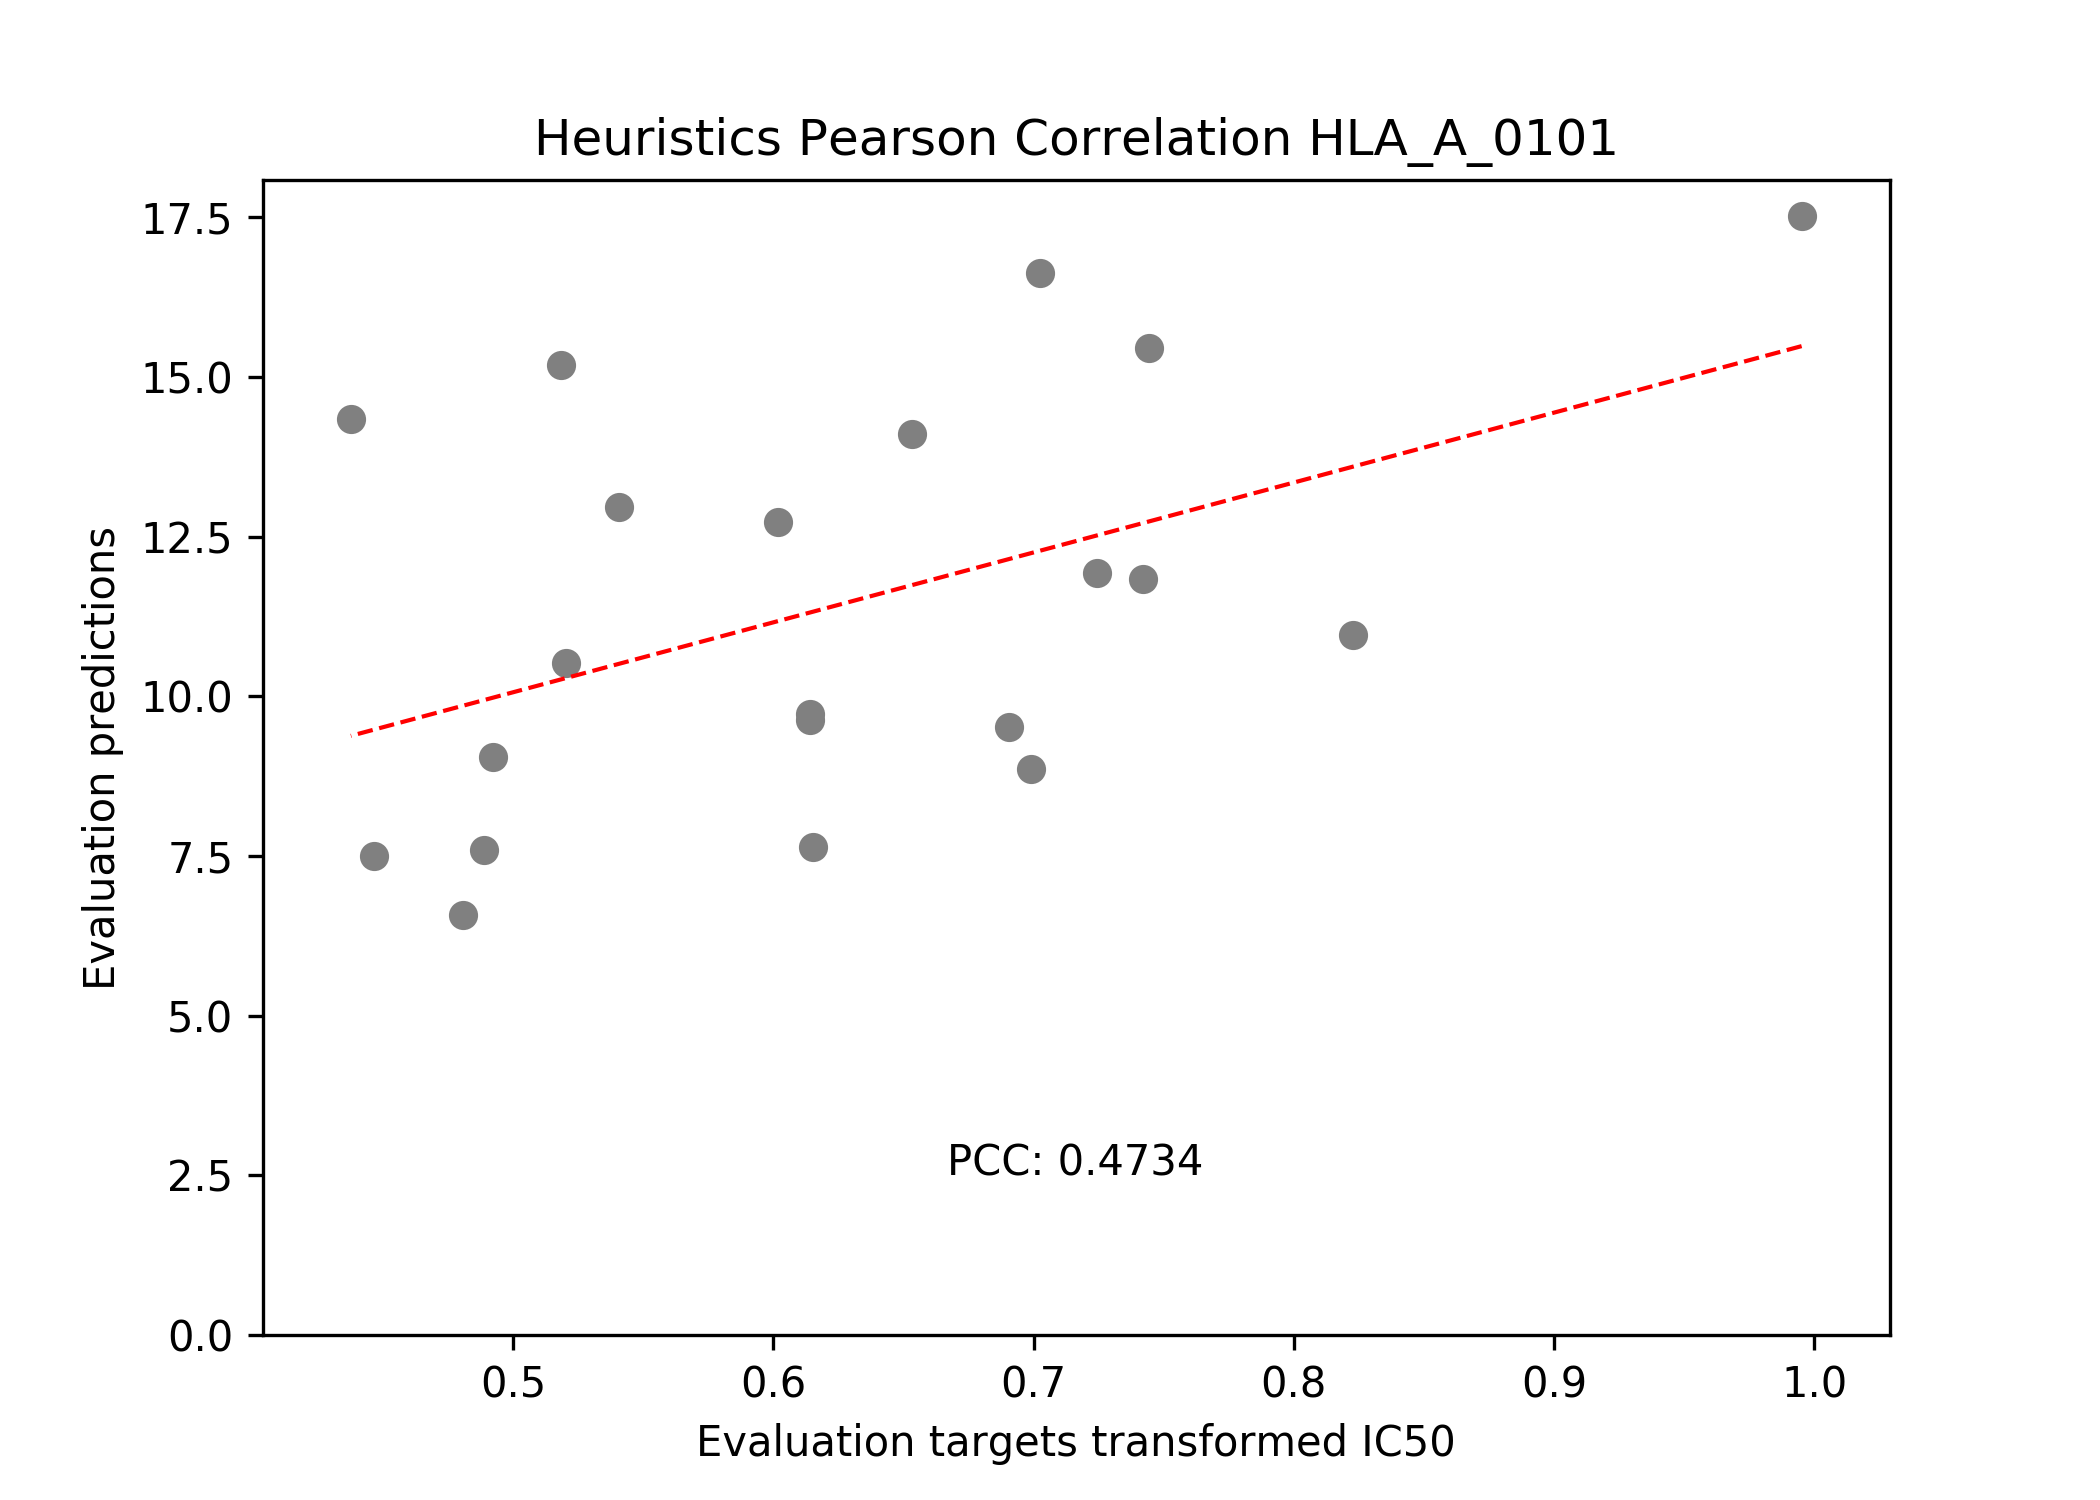 Heuristics Pearson Correlation HLA_A_0101
17.5
15.0
12.5
10.0
7.5
5.0
2.5
0.0
Evaluation predictions
PCC: 0.4734
0.5 0.6 0.7 0.8 0.9 1.0
Evaluation targets transformed IC50